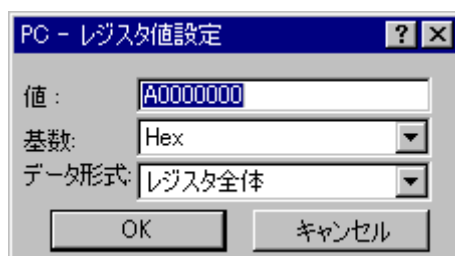 PC - レジスタ値設定
値 : A0000000
基数: Hex
データ形式: レジスタ全体
OK キャンセル